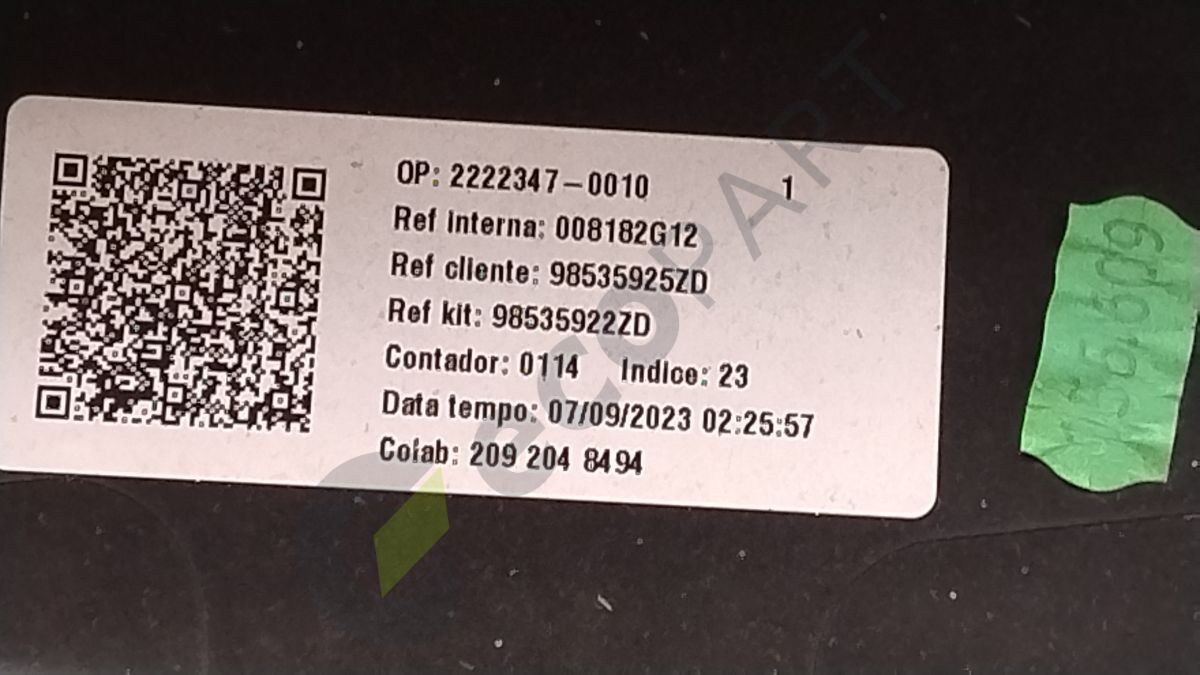 OP: 2222347-0010 1
Ref interna: 008182G12
Ref cliente: 98535925ZD
Ref kit: 98535922ZD
Contador: 0114 Indice: 23
Data tempo: 07/09/2023 02:25:57
Colab: 209 204 8494
ecoPART